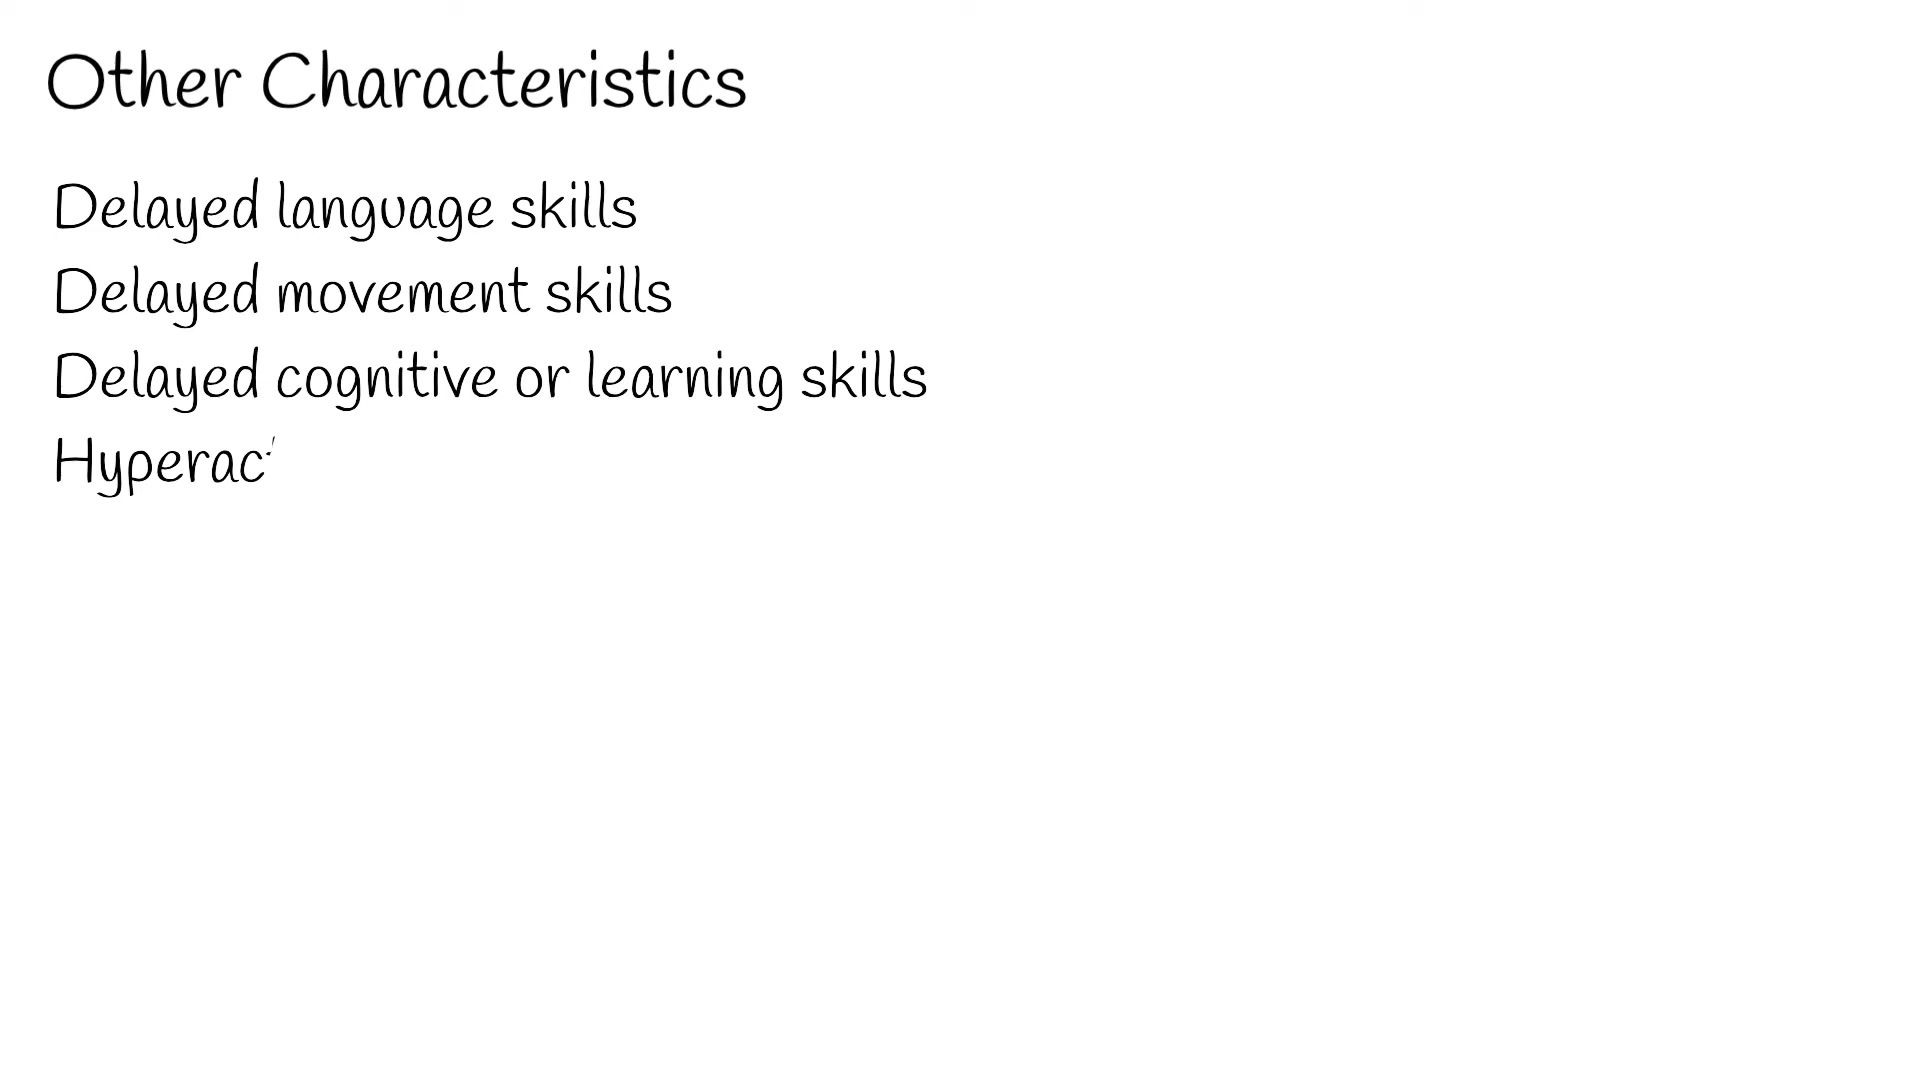 Other Characteristics
Delayed language skills
Delayed movement skills
Delayed cognitive or learning skills
Hyperac